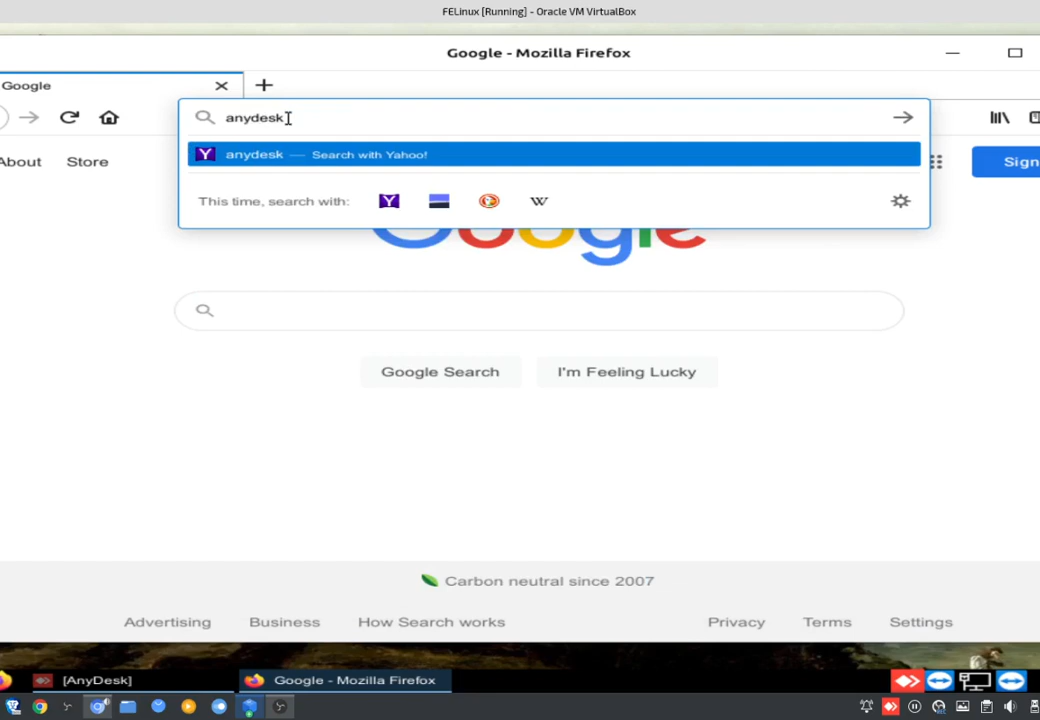 FELinux [Running] - Oracle VM VirtualBox
Google - Mozilla Firefox
Google
anydesk
About Store
anydesk — Search with Yahoo!
Sign
This time, search with:
W
Google
Google Search I'm Feeling Lucky
Carbon neutral since 2007
Advertising Business How Search works Privacy Terms Settings
[AnyDesk] Google - Mozilla Firefox